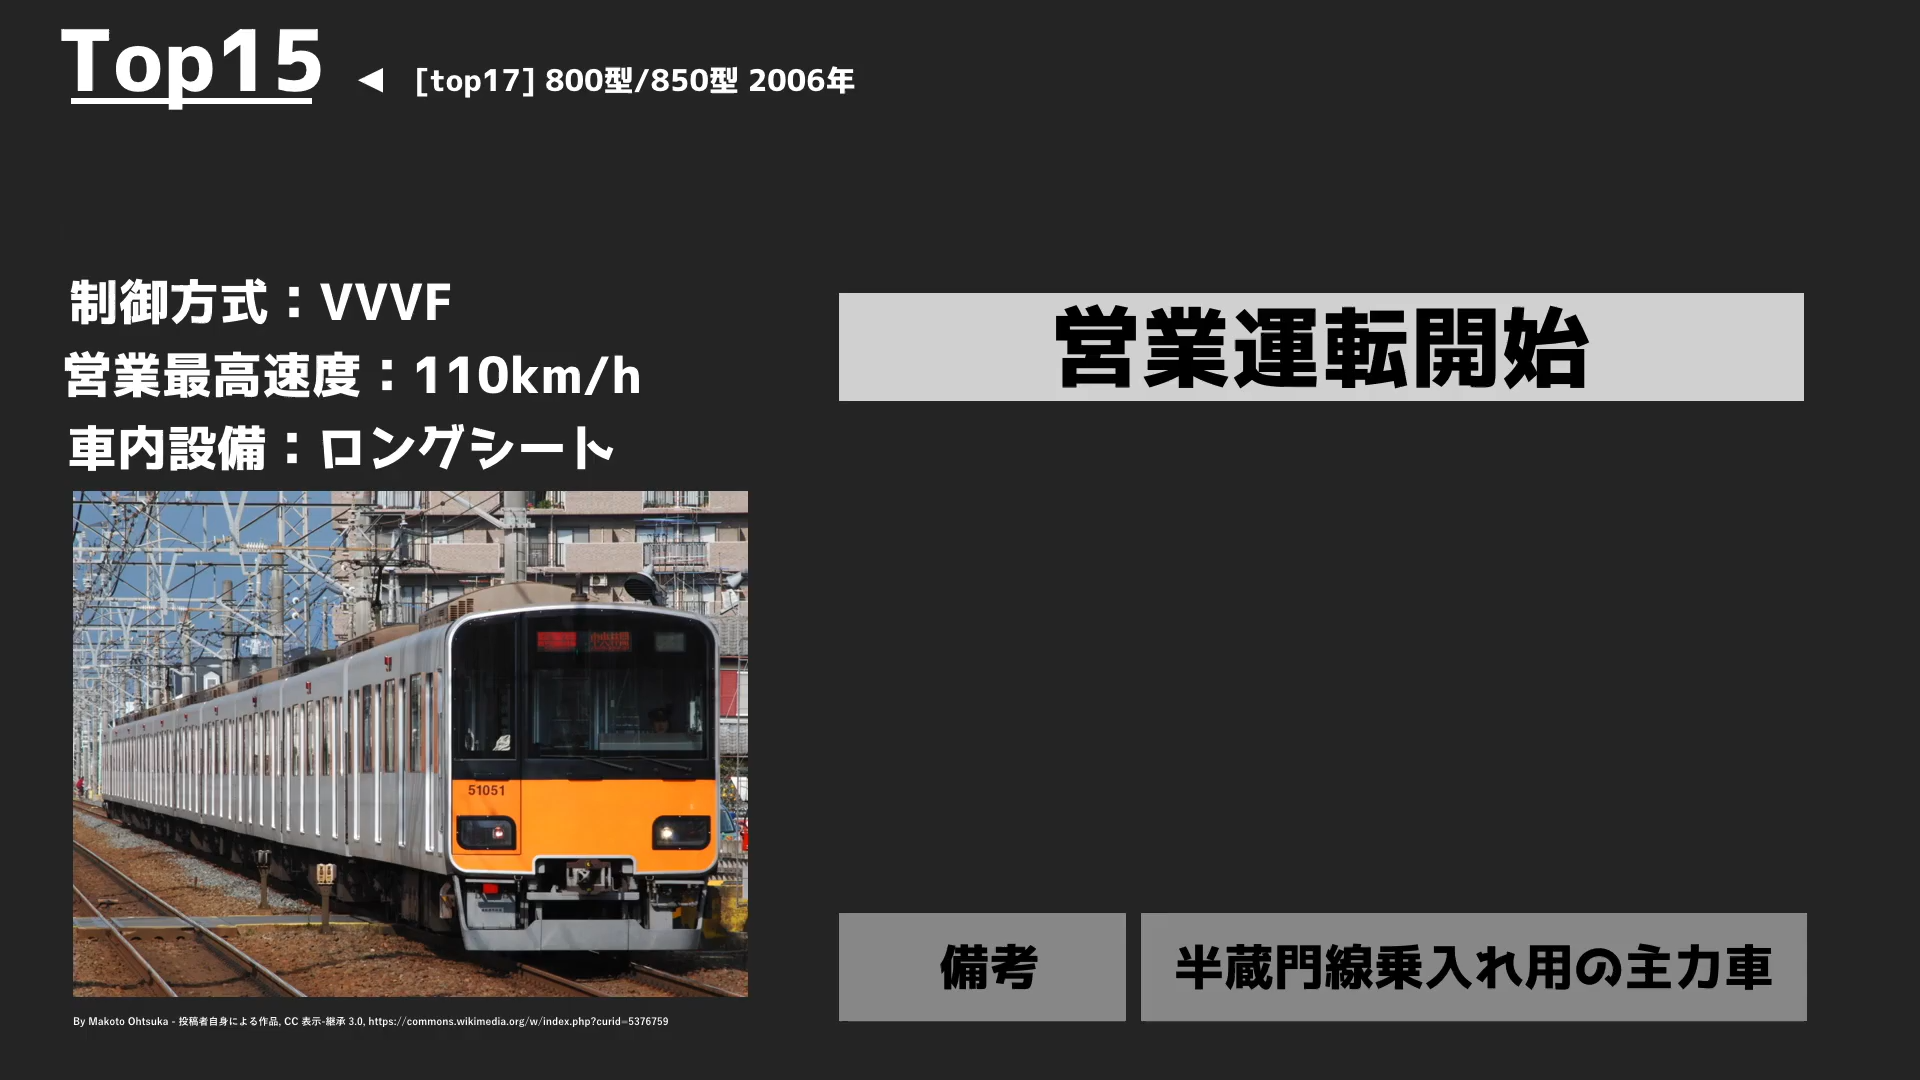 Top15 ◀ [top17] 800型/850型 2006年
制御方式：VVVF
営業最高速度：110km/h
車内設備：ロングシート
営業運転開始
51051
備考 半蔵門線乗入れ用の主力車
By Makoto Ohtsuka - 投稿者自身による作品, CC 表示-継承 3.0, https://commons.wikimedia.org/w/index.php?curid=5376759